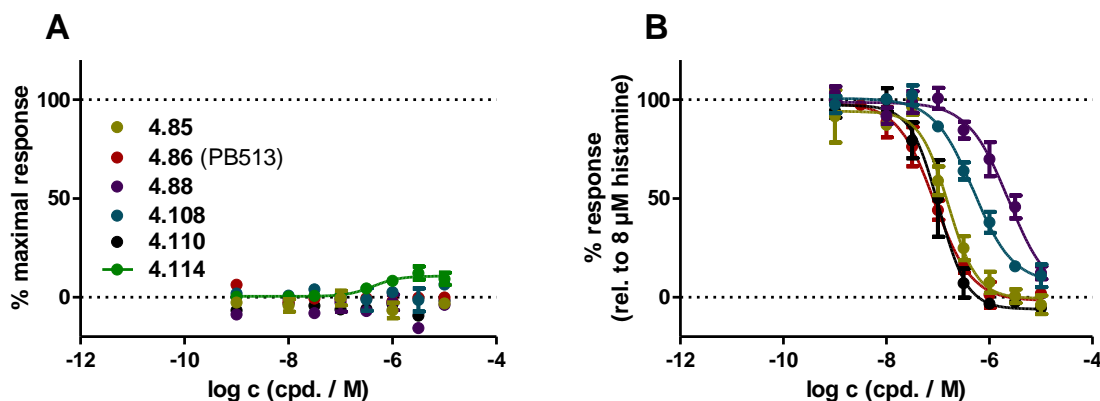 A
% maximal response
100
50
0
4.85
4.86 (PB513)
4.88
4.108
4.110
4.114
-12
-10
-8
-6
-4
log c (cpd. / M)
B
% response
(rel. to 8 µM histamine)
100
50
0
-12
-10
-8
-6
-4
log c (cpd. / M)